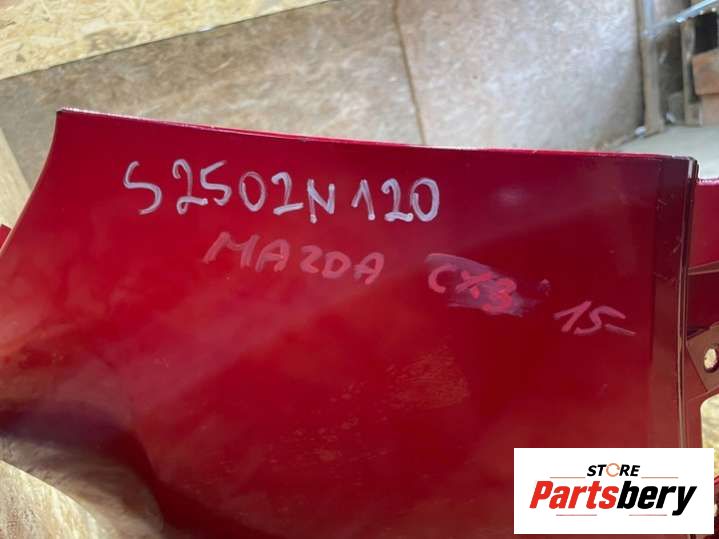 S2502N120
MAZDA CX3 15-
STORE
Partsbery